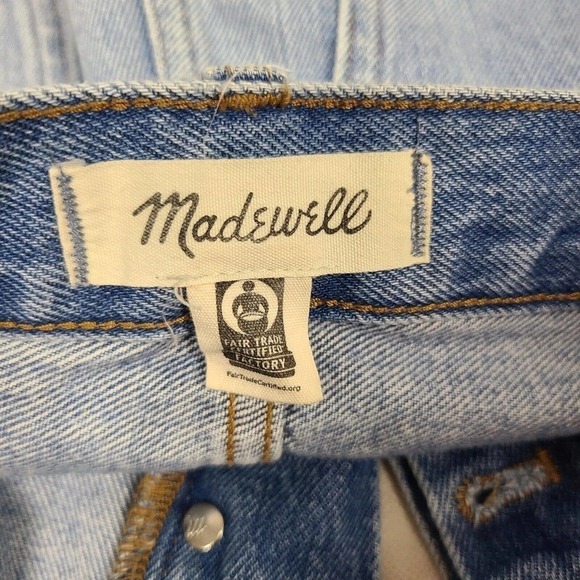 Madewell
FAIR TRADE
CERTIFIED
FACTORY
FairTradeCertified.org